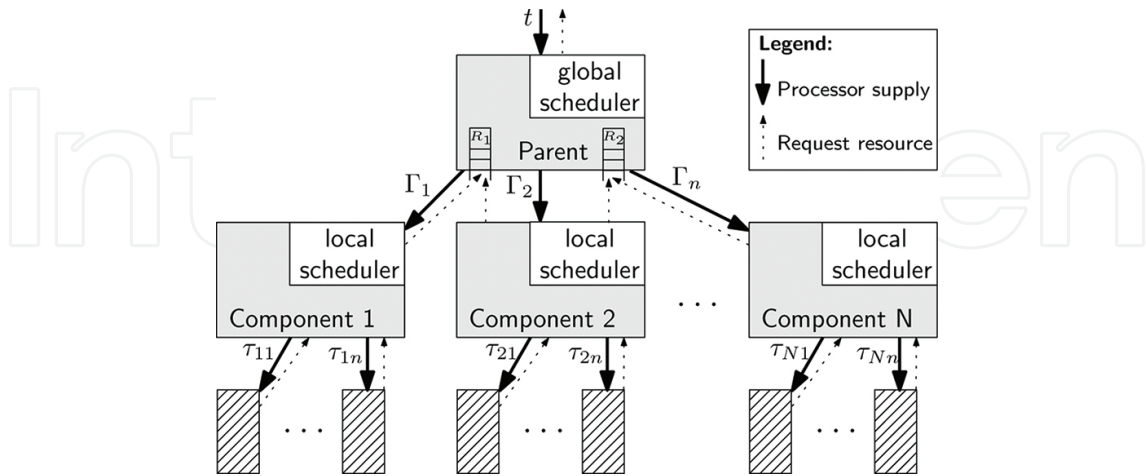 t
global
scheduler
R1
R2
Parent
Legend:
Processor supply
Request resource
Γ1
Γ2
Γn
local
scheduler
Component 1
local
scheduler
Component 2
. . .
local
scheduler
Component N
τ11
τ1n
τ21
τ2n
τN1
τNn
. . .
. . .
. . .